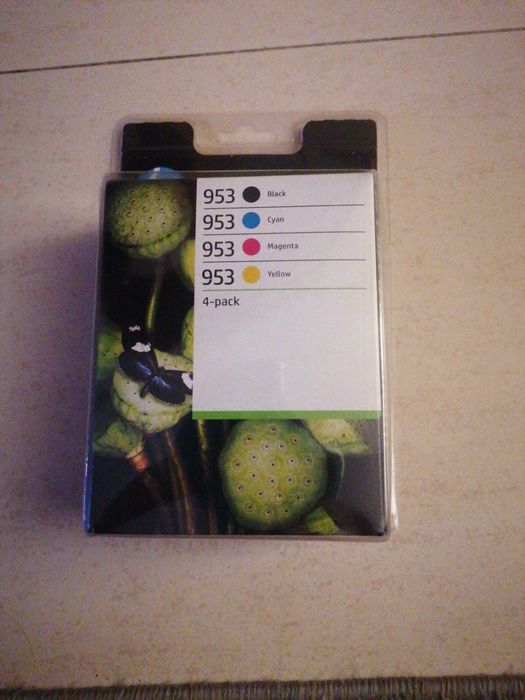 953 Black
953 Cyan
953 Magenta
953 Yellow
4-pack